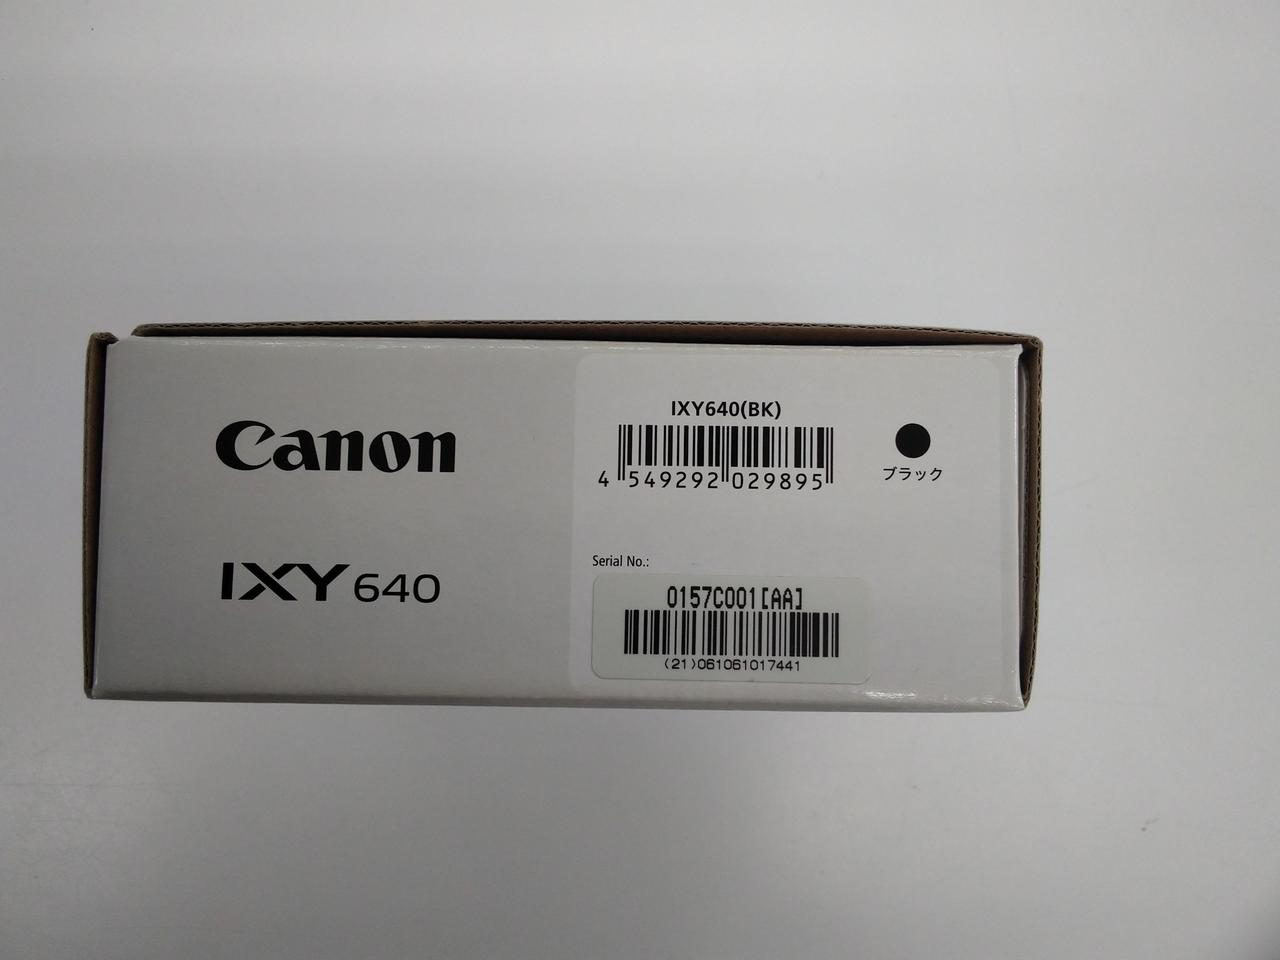 Canon
IXY 640
IXY640(BK)
4 549292 029895
ブラック
Serial No.:
0157C001[AA]
(21)061061017441